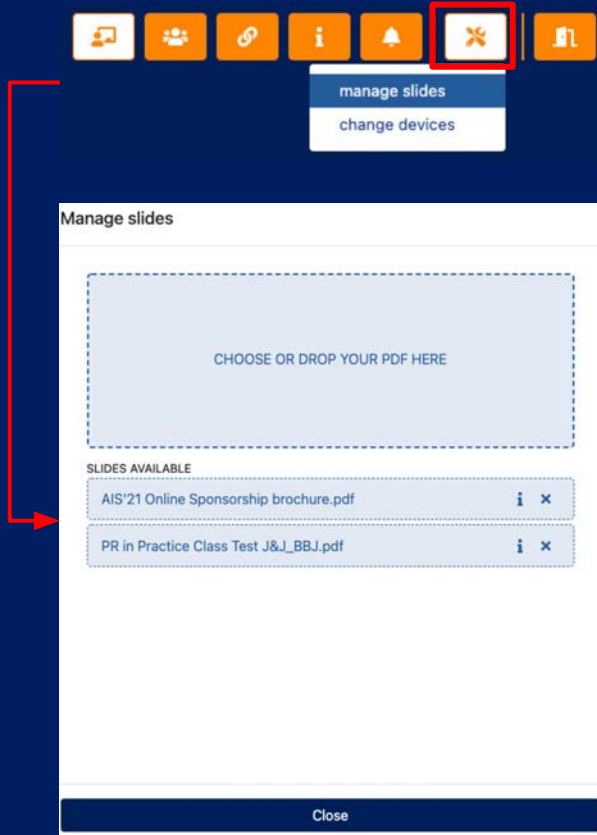 manage slides
change devices
Manage slides
CHOOSE OR DROP YOUR PDF HERE
SLIDES AVAILABLE
AIS'21 Online Sponsorship brochure.pdf
PR in Practice Class Test J&J_BBJ.pdf
Close